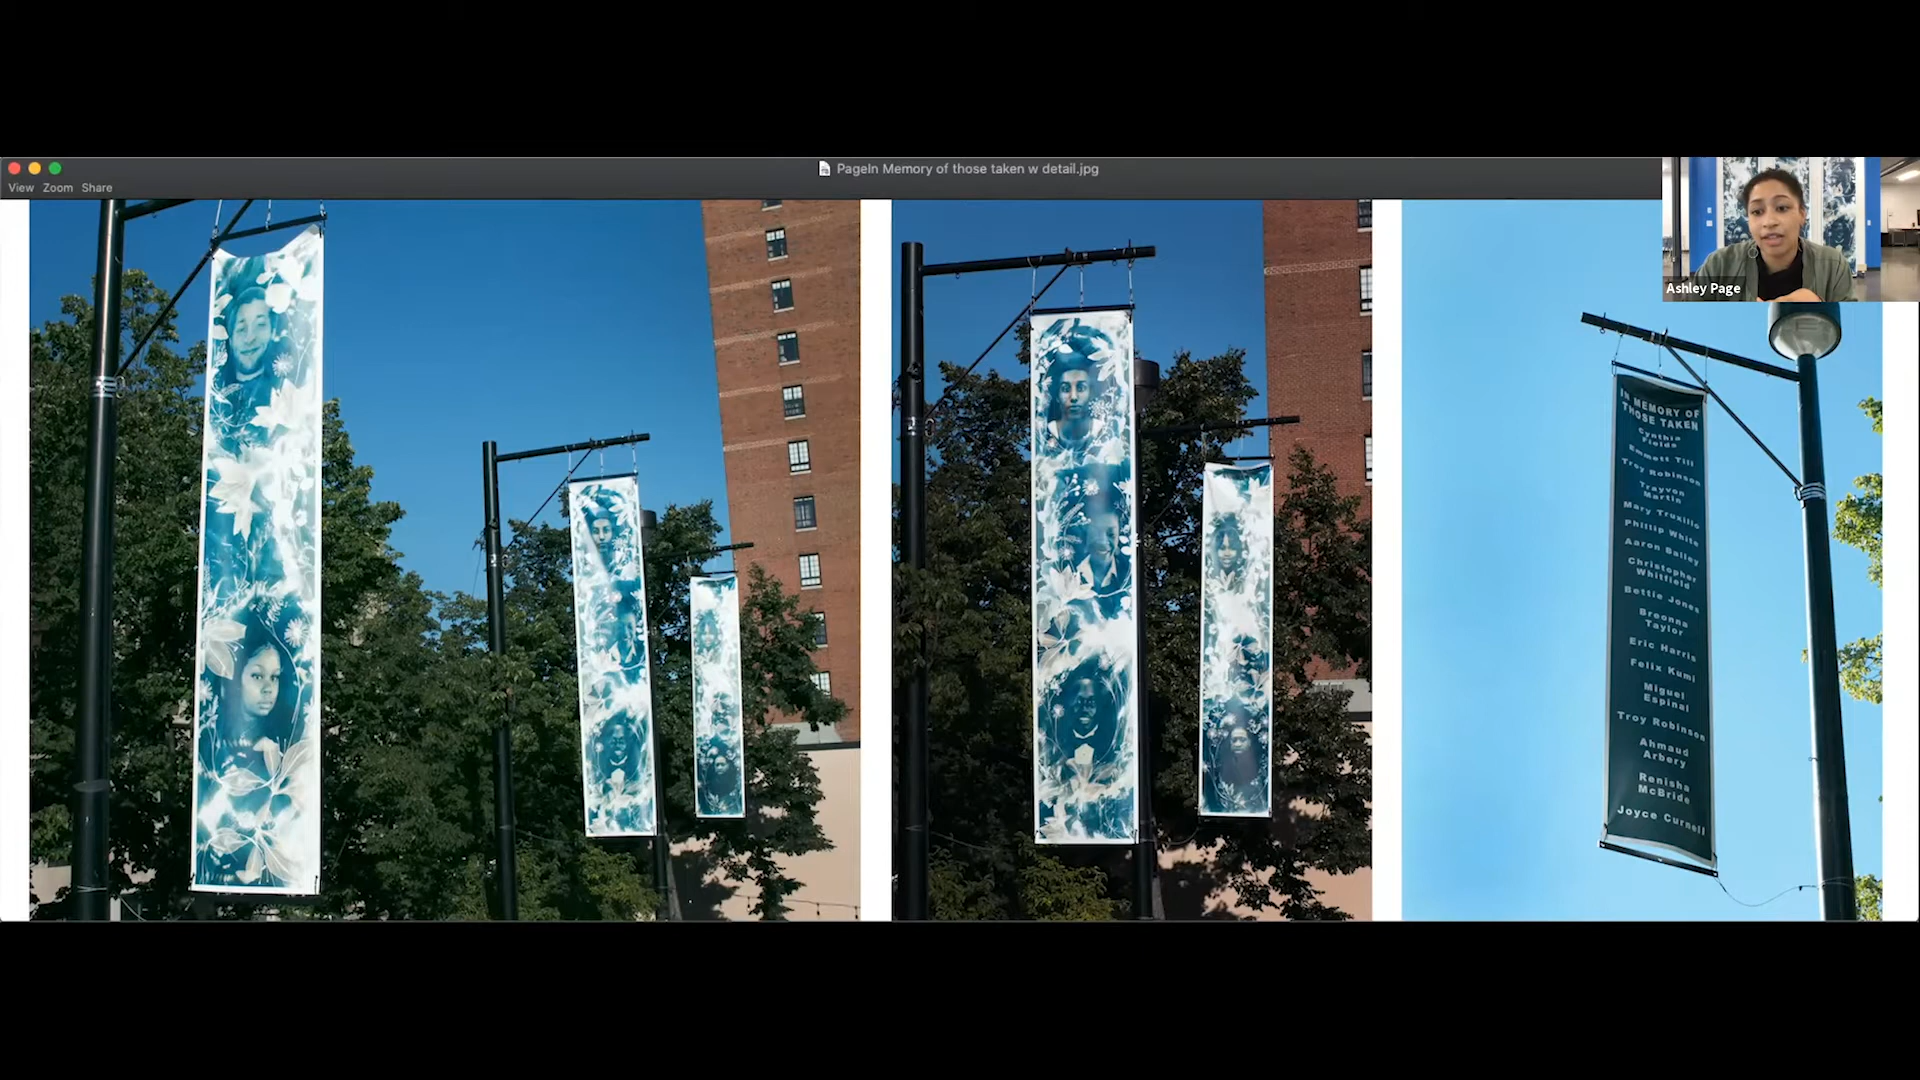 PageIn Memory of those taken w detail.jpg
View Zoom Share
Ashley Page
IN MEMORY OF
THOSE TAKEN
Cynthia
Fields
Emmett Till
Troy Robinson
Trayvon
Martin
Mary Truxillo
Phillip White
Aaron Bailey
Christopher
Whitfield
Bettie Jones
Breonna
Taylor
Eric Harris
Felix Kumi
Miguel
Espinal
Troy Robinson
Ahmaud
Arbery
Renisha
McBride
Joyce Curnell